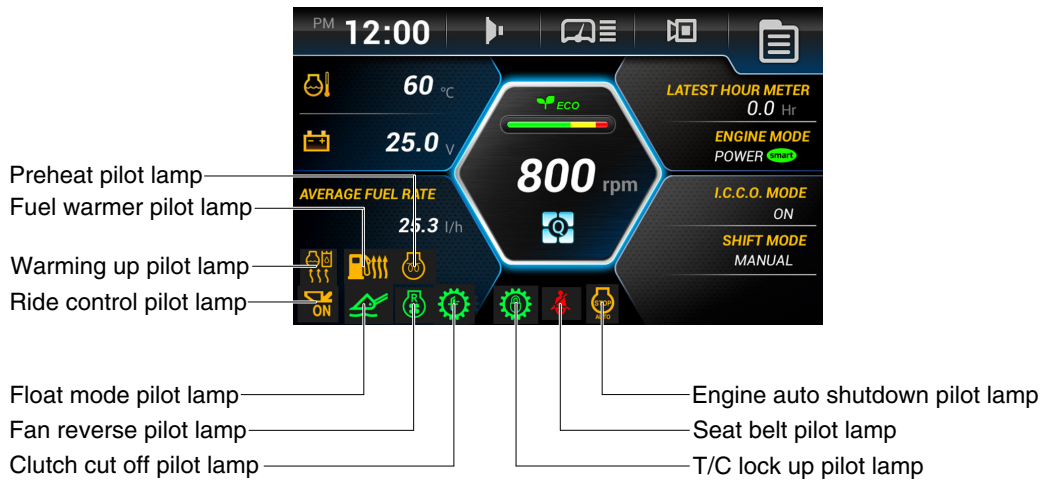 PM 12:00
60 °C
25.0 V
AVERAGE FUEL RATE
25.3 l/h
ECO
800 rpm
Q
LATEST HOUR METER
0.0 Hr
ENGINE MODE
POWER smart
I.C.C.O. MODE
ON
SHIFT MODE
MANUAL
ON
R
STOP
AUTO
Preheat pilot lamp
Fuel warmer pilot lamp
Warming up pilot lamp
Ride control pilot lamp
Float mode pilot lamp
Fan reverse pilot lamp
Clutch cut off pilot lamp
Engine auto shutdown pilot lamp
Seat belt pilot lamp
T/C lock up pilot lamp